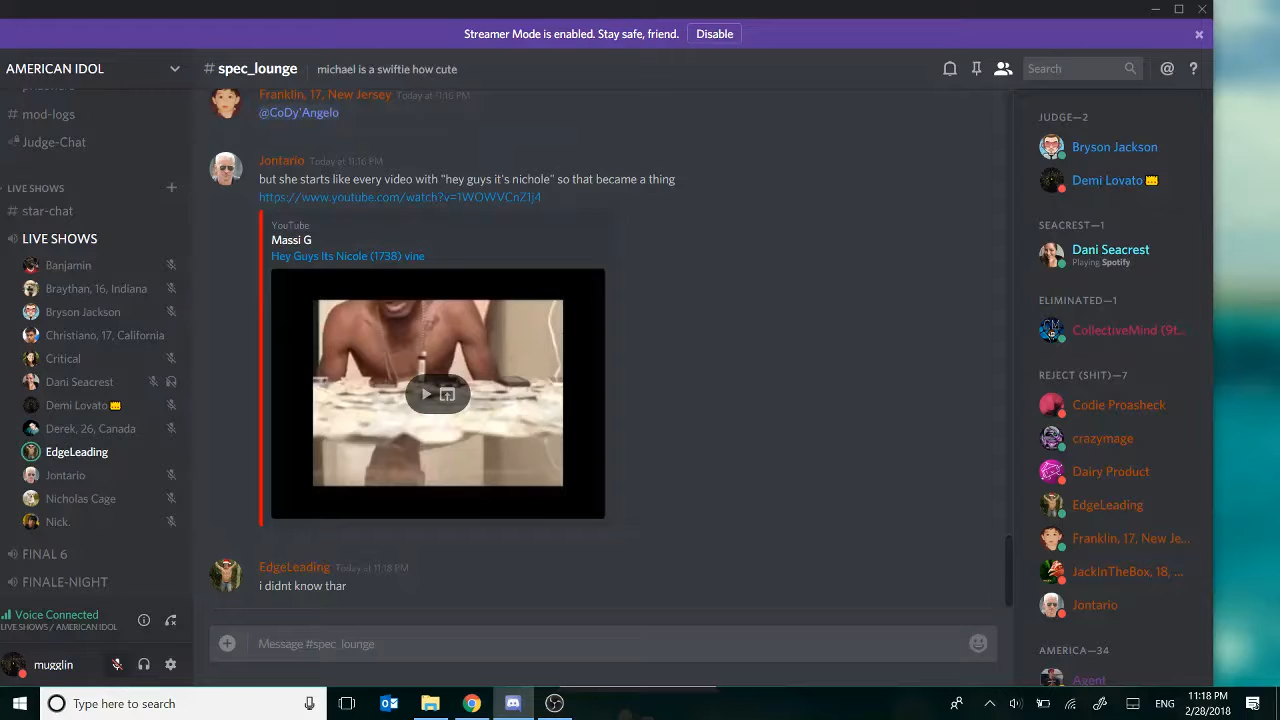 Streamer Mode is enabled. Stay safe, friend. Disable
AMERICAN IDOL
# spec_lounge michael is a swiftie how cute
Search
mod-logs
Judge-Chat
LIVE SHOWS
# star-chat
LIVE SHOWS
Banjamin
Braythan, 16, Indiana
Bryson Jackson
Christiano, 17, California
Critical
Dani Seacrest
Demi Lovato
Derek, 26, Canada
EdgeLeading
Jontario
Nicholas Cage
Nick.
FINAL 6
FINALE-NIGHT
Voice Connected
LIVE SHOWS / AMERICAN IDOL
mugglin
Franklin, 17, New Jersey Today at 11:16 PM
@CoDy'Angelo
Jontario Today at 11:16 PM
but she starts like every video with "hey guys it's nichole" so that became a thing
https://www.youtube.com/watch?v=1WOWVCnZ1j4
YouTube
Massi G
Hey Guys Its Nicole (1738) vine
EdgeLeading Today at 11:18 PM
i didnt know thar
Message #spec_lounge
JUDGE—2
Bryson Jackson
Demi Lovato
SEACREST—1
Dani Seacrest
Playing Spotify
ELIMINATED—1
CollectiveMind (9t...
REJECT (SHIT)—7
Codie Proasheck
crazymage
Dairy Product
EdgeLeading
Franklin, 17, New Je...
JackInTheBox, 18, ...
Jontario
AMERICA—34
Agent
Type here to search
ENG
11:18 PM
2/28/2018